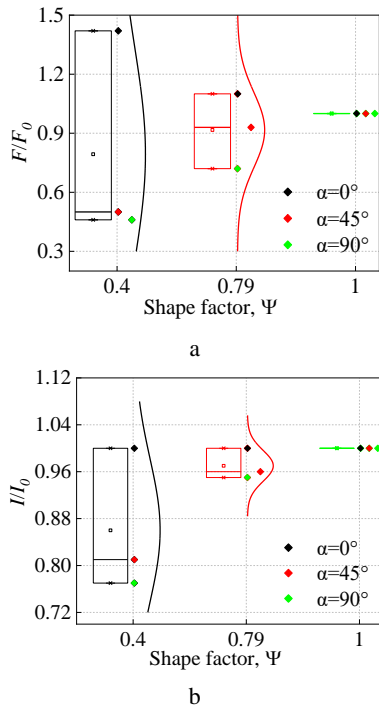 1.5
1.2
0.9
0.6
0.3
F/F0
α=0°
α=45°
α=90°
0.4 0.79 1
Shape factor, Ψ
a
1.12
1.04
0.96
0.88
0.80
0.72
I/I0
α=0°
α=45°
α=90°
0.4 0.79 1
Shape factor, Ψ
b